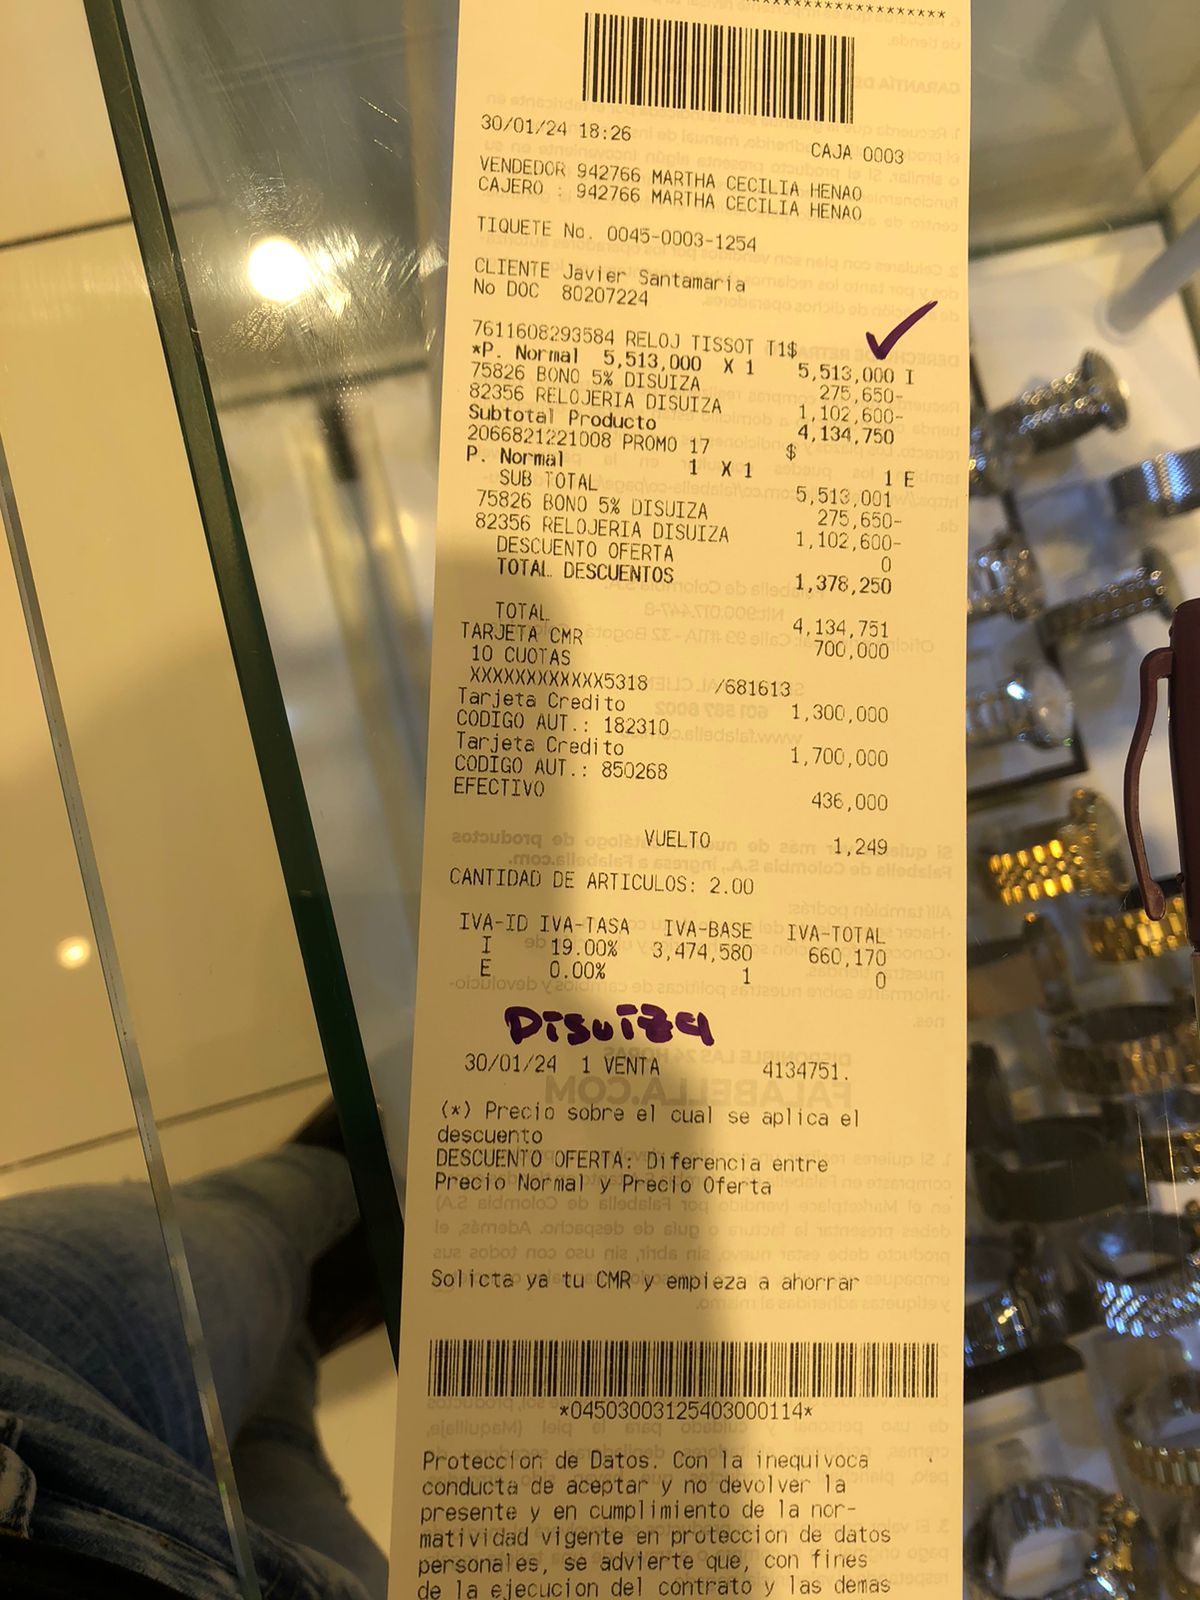 ********************
30/01/24 18:26 CAJA 0003
VENDEDOR 942766 MARTHA CECILIA HENAO
CAJERO : 942766 MARTHA CECILIA HENAO
TIQUETE No. 0045-0003-1254
CLIENTE Javier Santamaria
No DOC 80207224
7611608293584 RELOJ TISSOT T1$
*P. Normal 5,513,000 X 1 5,513,000 I
75826 BONO 5% DISUIZA 275,650-
82356 RELOJERIA DISUIZA 1,102,600-
Subtotal Producto 4,134,750
2066821221008 PROMO 17 $
P. Normal 1 X 1 1 E
SUB TOTAL 5,513,001
75826 BONO 5% DISUIZA 275,650-
82356 RELOJERIA DISUIZA 1,102,600-
DESCUENTO OFERTA 0
TOTAL DESCUENTOS 1,378,250
TOTAL 4,134,751
TARJETA CMR 700,000
10 CUOTAS
XXXXXXXXXXXX5318 /681613
Tarjeta Credito 1,300,000
CODIGO AUT.: 182310
Tarjeta Credito 1,700,000
CODIGO AUT.: 850268
EFECTIVO 436,000
VUELTO 1,249
CANTIDAD DE ARTICULOS: 2.00
IVA-ID IVA-TASA IVA-BASE IVA-TOTAL
I 19.00% 3,474,580 660,170
E 0.00% 1 0
Disuiza
30/01/24 1 VENTA 4134751.
(*) Precio sobre el cual se aplica el
descuento
DESCUENTO OFERTA: Diferencia entre
Precio Normal y Precio Oferta
Solicta ya tu CMR y empieza a ahorrar
*04503003125403000114*
Proteccion de Datos. Con la inequivoca
conducta de aceptar y no devolver la
presente y en cumplimiento de la nor-
matividad vigente en proteccion de datos
personales, se advierte que, con fines
de la ejecucion del contrato y las demas